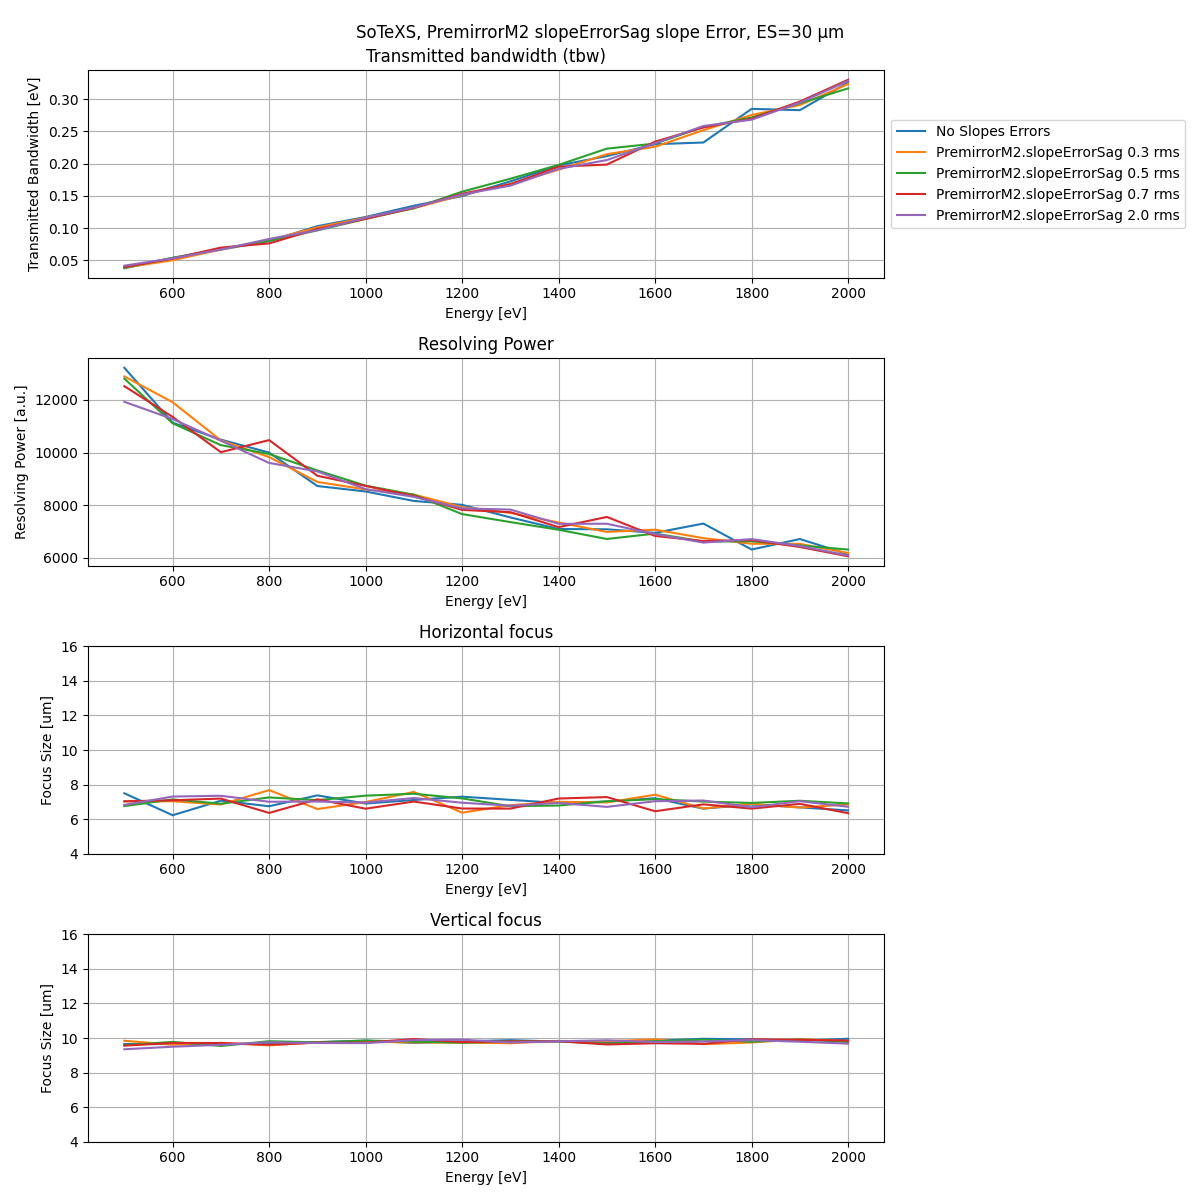 SoTeXS, PremirrorM2 slopeErrorSag slope Error, ES=30 µm
Transmitted bandwidth (tbw)
Transmitted Bandwidth [eV]
0.30
0.25
0.20
0.15
0.10
0.05
600 800 1000 1200 1400 1600 1800 2000
Energy [eV]
No Slopes Errors
PremirrorM2.slopeErrorSag 0.3 rms
PremirrorM2.slopeErrorSag 0.5 rms
PremirrorM2.slopeErrorSag 0.7 rms
PremirrorM2.slopeErrorSag 2.0 rms
Resolving Power
Resolving Power [a.u.]
12000
10000
8000
6000
600 800 1000 1200 1400 1600 1800 2000
Energy [eV]
Horizontal focus
Focus Size [um]
16
14
12
10
8
6
4
600 800 1000 1200 1400 1600 1800 2000
Energy [eV]
Vertical focus
Focus Size [um]
16
14
12
10
8
6
4
600 800 1000 1200 1400 1600 1800 2000
Energy [eV]